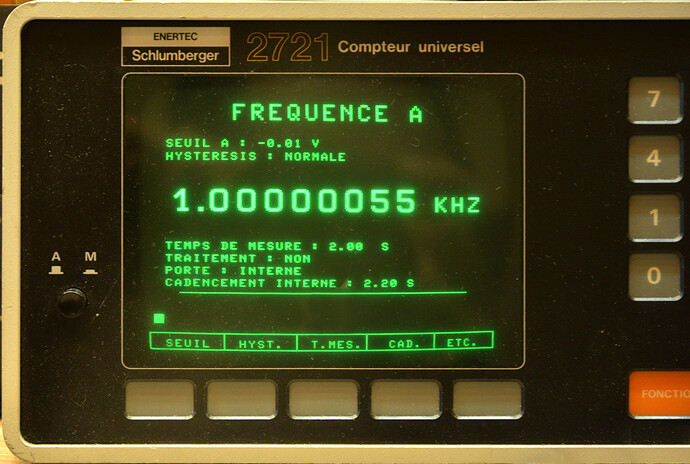 ENERTEC
Schlumberger
2721 Compteur universel
FREQUENCE A
SEUIL A : -0.01 V
HYSTERESIS : NORMALE
1.00000055 KHZ
TEMPS DE MESURE : 2.00 S
TRAITEMENT : NON
PORTE : INTERNE
CADENCEMENT INTERNE : 2.20 S
SEUIL HYST. T.MES. CAD. ETC.
A M
7
4
1
0
FONCTIO